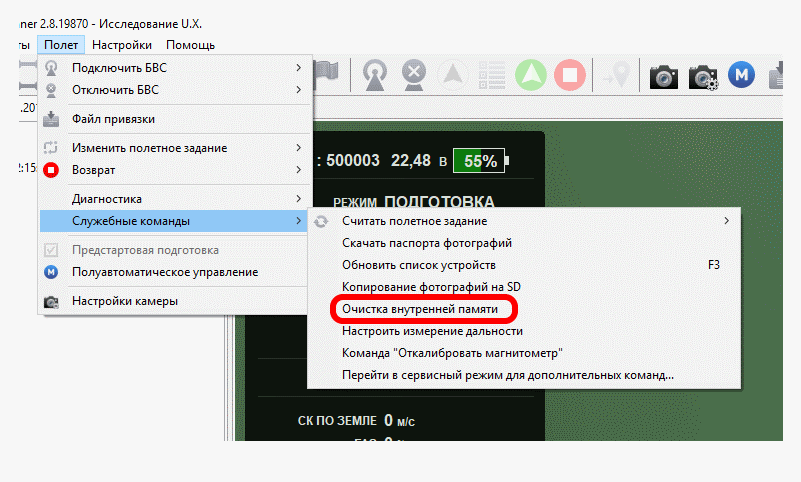 ner 2.8.19870 - Исследование U.X.
ты Полет Настройки Помощь
Подключить БВС
Отключить БВС
Файл привязки
Изменить полетное задание
Возврат
Диагностика
Служебные команды
Предстартовая подготовка
M Полуавтоматическое управление
Настройки камеры
M
.20
2:15
: 500003 22,48 в 55%
РЕЖИМ ПОДГОТОВКА
Считать полетное задание
Скачать паспорта фотографий
Обновить список устройств F3
Копирование фотографий на SD
Очистка внутренней памяти
Настроить измерение дальности
Команда "Откалибровать магнитометр"
Перейти в сервисный режим для дополнительных команд...
СК ПО ЗЕМЛЕ 0 м/с